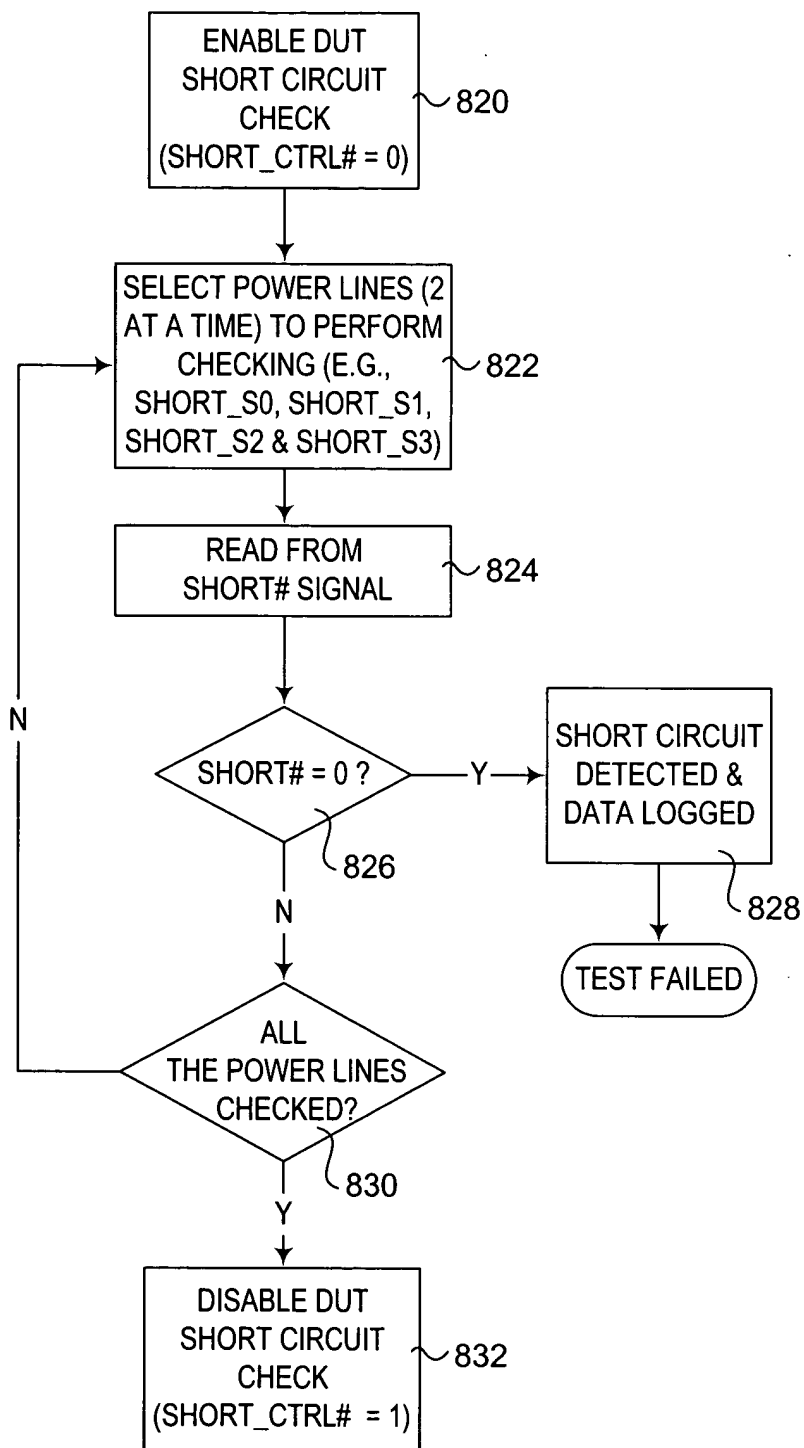 ENABLE DUT
SHORT CIRCUIT
CHECK
(SHORT_CTRL# = 0)
820
SELECT POWER LINES (2
AT A TIME) TO PERFORM
CHECKING (E.G.,
SHORT_S0, SHORT_S1,
SHORT_S2 & SHORT_S3)
822
READ FROM
SHORT# SIGNAL
824
N
SHORT# = 0 ?
Y
826
SHORT CIRCUIT
DETECTED &
DATA LOGGED
828
N
TEST FAILED
ALL
THE POWER LINES
CHECKED?
830
Y
DISABLE DUT
SHORT CIRCUIT
CHECK
(SHORT_CTRL# = 1)
832